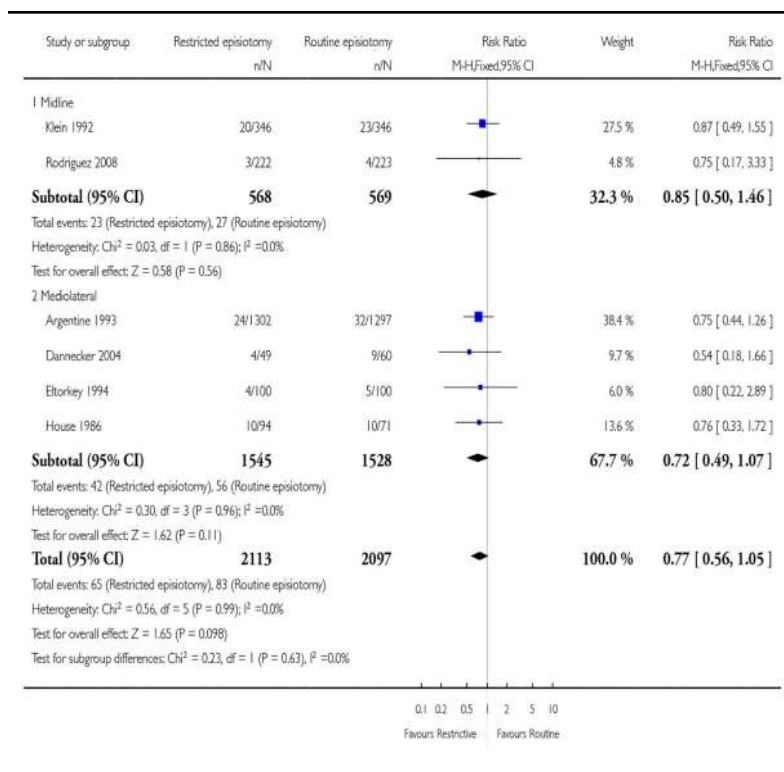 Study or subgroup Restricted episiotomy Routine episiotomy Risk Ratio Weight Risk Ratio
n/N n/N M-H,Fixed,95% CI M-H,Fixed,95% CI
1 Midline
Klein 1992 20/346 23/346 27.5 % 0.87 [ 0.49, 1.55 ]
Rodriguez 2008 3/222 4/223 4.8 % 0.75 [ 0.17, 3.33 ]
Subtotal (95% CI) 568 569 32.3 % 0.85 [ 0.50, 1.46 ]
Total events: 23 (Restricted episiotomy), 27 (Routine episiotomy)
Heterogeneity: Chi² = 0.03, df = 1 (P = 0.86); I² =0.0%
Test for overall effect: Z = 0.58 (P = 0.56)
2 Mediolateral
Argentine 1993 24/1302 32/1297 38.4 % 0.75 [ 0.44, 1.26 ]
Dannecker 2004 4/49 9/60 9.7 % 0.54 [ 0.18, 1.66 ]
Eltorkey 1994 4/100 5/100 6.0 % 0.80 [ 0.22, 2.89 ]
House 1986 10/94 10/71 13.6 % 0.76 [ 0.33, 1.72 ]
Subtotal (95% CI) 1545 1528 67.7 % 0.72 [ 0.49, 1.07 ]
Total events: 42 (Restricted episiotomy), 56 (Routine episiotomy)
Heterogeneity: Chi² = 0.30, df = 3 (P = 0.96); I² =0.0%
Test for overall effect: Z = 1.62 (P = 0.11)
Total (95% CI) 2113 2097 100.0 % 0.77 [ 0.56, 1.05 ]
Total events: 65 (Restricted episiotomy), 83 (Routine episiotomy)
Heterogeneity: Chi² = 0.56, df = 5 (P = 0.99); I² =0.0%
Test for overall effect: Z = 1.65 (P = 0.098)
Test for subgroup differences: Chi² = 0.23, df = 1 (P = 0.63), I² =0.0%
0.1 0.2 0.5 1 2 5 10
Favours Restrictive Favours Routine